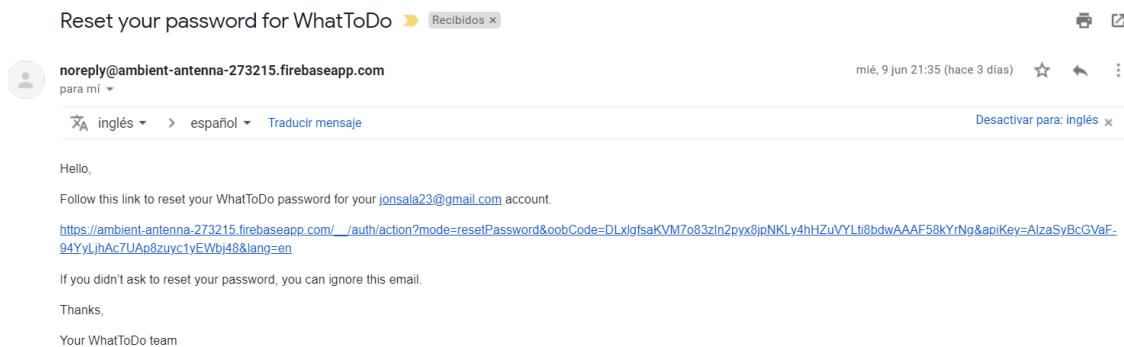 Reset your password for WhatToDo Recibidos ×
noreply@ambient-antenna-273215.firebaseapp.com mié, 9 jun 21:35 (hace 3 días)
para mí
inglés > español Traducir mensaje Desactivar para: inglés ×
Hello,
Follow this link to reset your WhatToDo password for your jonsala23@gmail.com account.
https://ambient-antenna-273215.firebaseapp.com/__/auth/action?mode=resetPassword&oobCode=DLxlgfsaKVM7o83zIn2pyx8jpNKLy4hHZuVYLti8bdwAAAF58kYrNg&apiKey=AIzaSyBcGVaF-
94YyLjhAc7UAp8zuyc1yEWbj48&lang=en
If you didn't ask to reset your password, you can ignore this email.
Thanks,
Your WhatToDo team